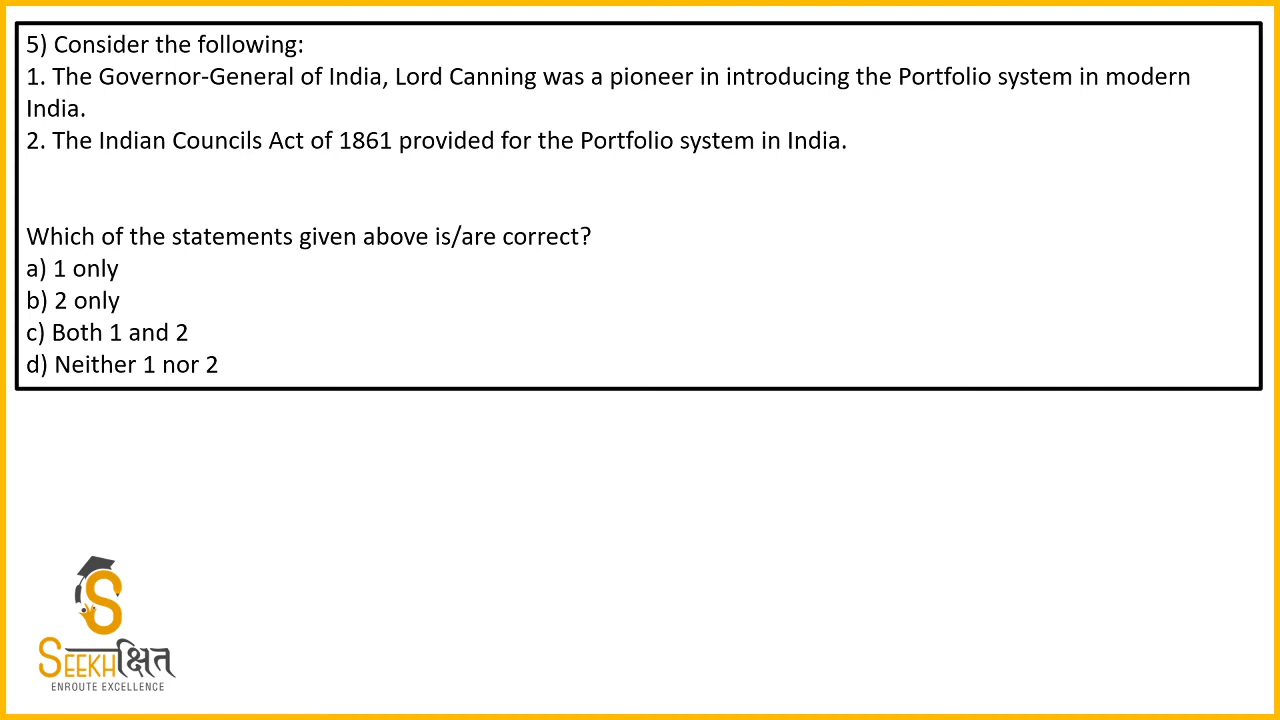 5) Consider the following:
1. The Governor-General of India, Lord Canning was a pioneer in introducing the Portfolio system in modern
India.
2. The Indian Councils Act of 1861 provided for the Portfolio system in India.
Which of the statements given above is/are correct?
a) 1 only
b) 2 only
c) Both 1 and 2
d) Neither 1 nor 2
S
SEEKHक्षित
ENROUTE EXCELLENCE